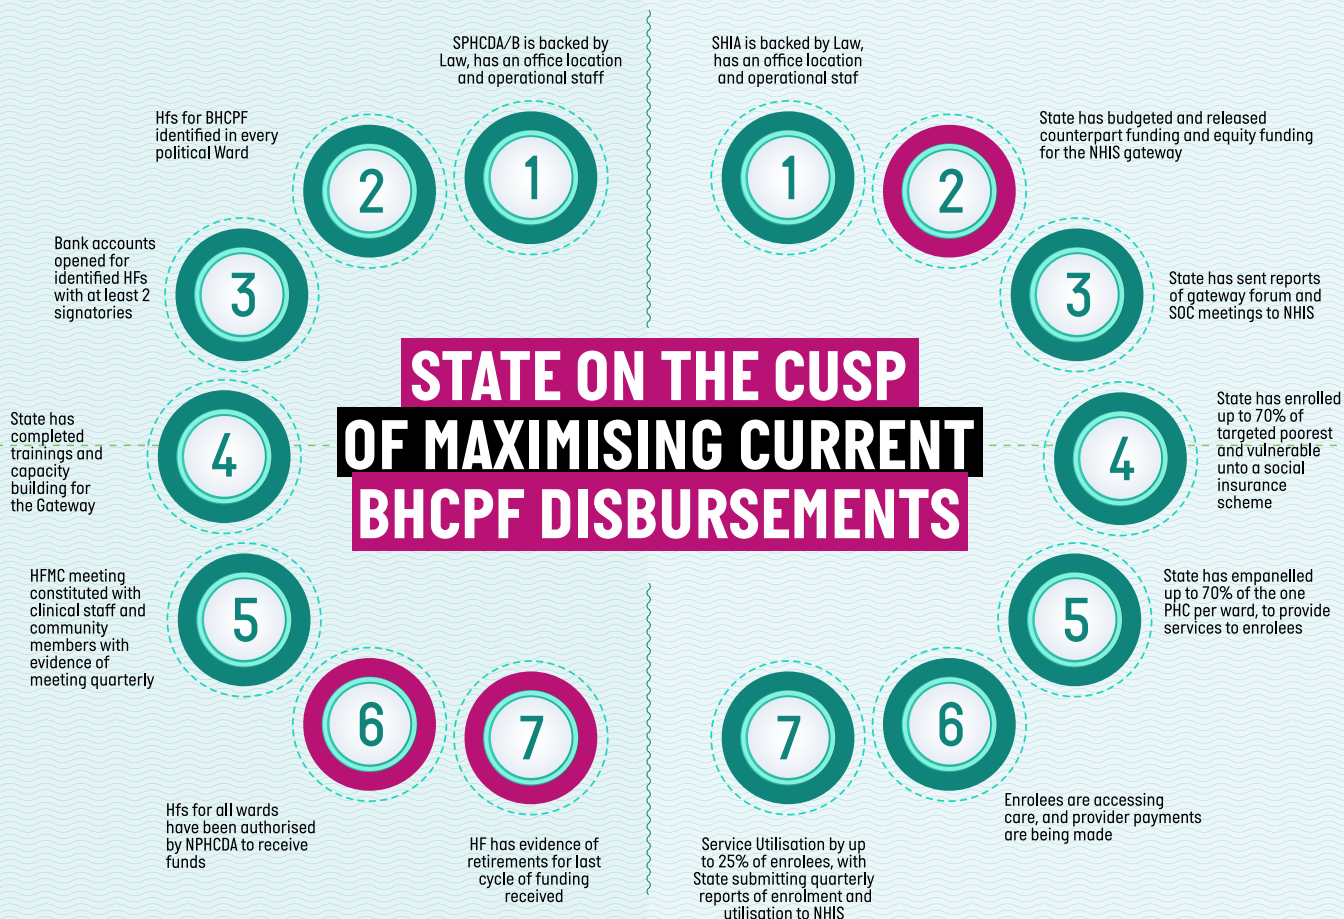 SPHCDA/B is backed by
Law, has an office location
and operational staff
1
Hfs for BHCPF
identified in every
political Ward
2
Bank accounts
opened for
identified HFs
with at least 2
signatories
3
State has
completed
trainings and
capacity
building for
the Gateway
4
HFMC meeting
constituted with
clinical staff and
community
members with
evidence of
meeting quarterly
5
6
Hfs for all wards
have been authorised
by NPHCDA to receive
funds
7
HF has evidence of
retirements for last
cycle of funding
received
STATE ON THE CUSP
OF MAXIMISING CURRENT
BHCPF DISBURSEMENTS
SHIA is backed by Law,
has an office location
and operational staf
1
State has budgeted and released
counterpart funding and equity funding
for the NHIS gateway
2
3
State has sent reports
of gateway forum and
SOC meetings to NHIS
4
State has enrolled
up to 70% of
targeted poorest
and vulnerable
unto a social
insurance
scheme
5
State has empanelled
up to 70% of the one
PHC per ward, to provide
services to enrolees
6
Enrolees are accessing
care, and provider payments
are being made
7
Service Utilisation by up
to 25% of enrolees, with
State submitting quarterly
reports of enrolment and
utilisation to NHIS